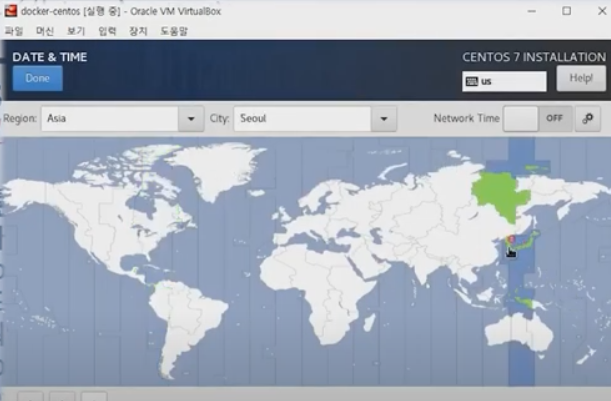 docker-centos [실행 중] - Oracle VM VirtualBox
파일 머신 보기 입력 장치 도움말
DATE & TIME
CENTOS 7 INSTALLATION
Done
us
Help!
Region: Asia City: Seoul Network Time OFF